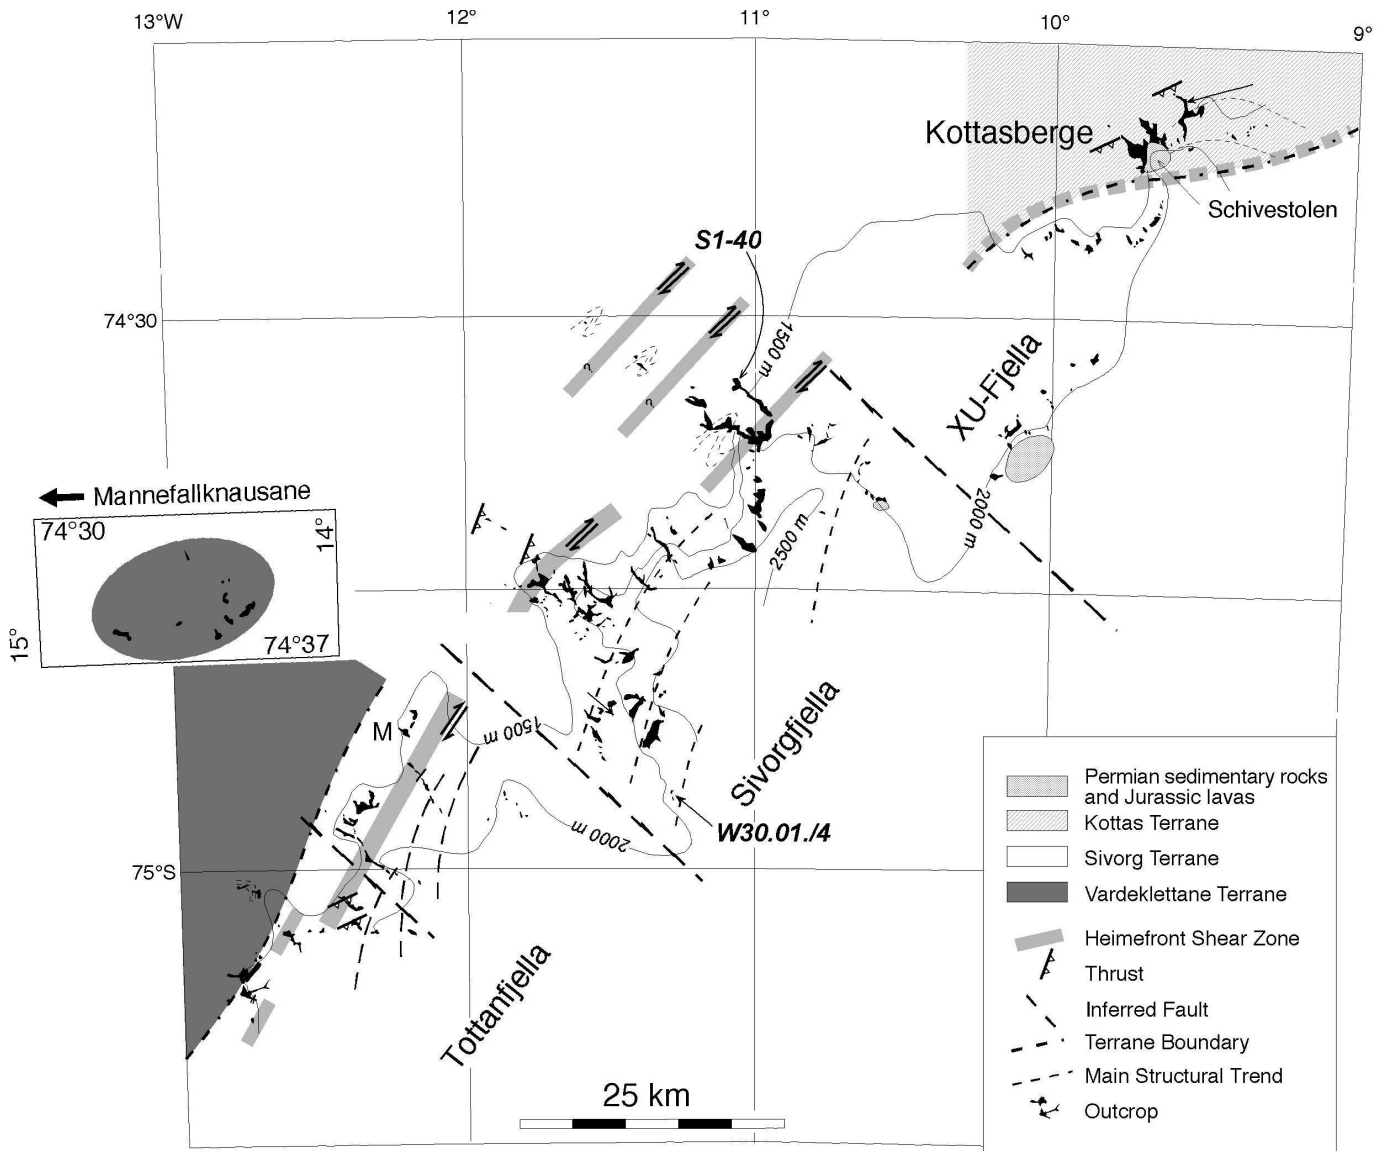 13°W
12°
11°
10°
9°
Kottasberge
Schivestolen
S1-40
74°30
1500 m
XU-Fjella
?
?
Mannefallknausane
74°30
14°
15°
74°37
2500 m
2000 m
M
1500 m
Sivorgfjella
2000 m
W30.01./4
75°S
Tottanfjella
25 km
Permian sedimentary rocks
and Jurassic lavas
Kottas Terrane
Sivorg Terrane
Vardeklettane Terrane
Heimefront Shear Zone
Thrust
Inferred Fault
Terrane Boundary
Main Structural Trend
Outcrop